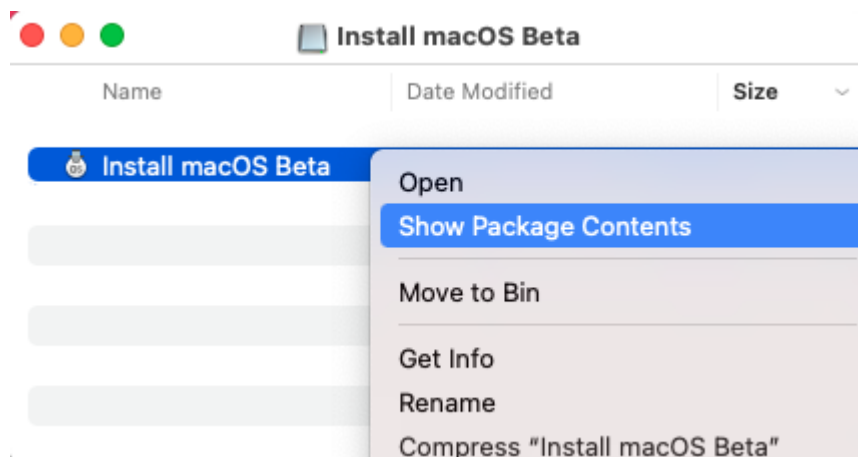 Install macOS Beta
Name Date Modified Size
Install macOS Beta
Open
Show Package Contents
Move to Bin
Get Info
Rename
Compress “Install macOS Beta”